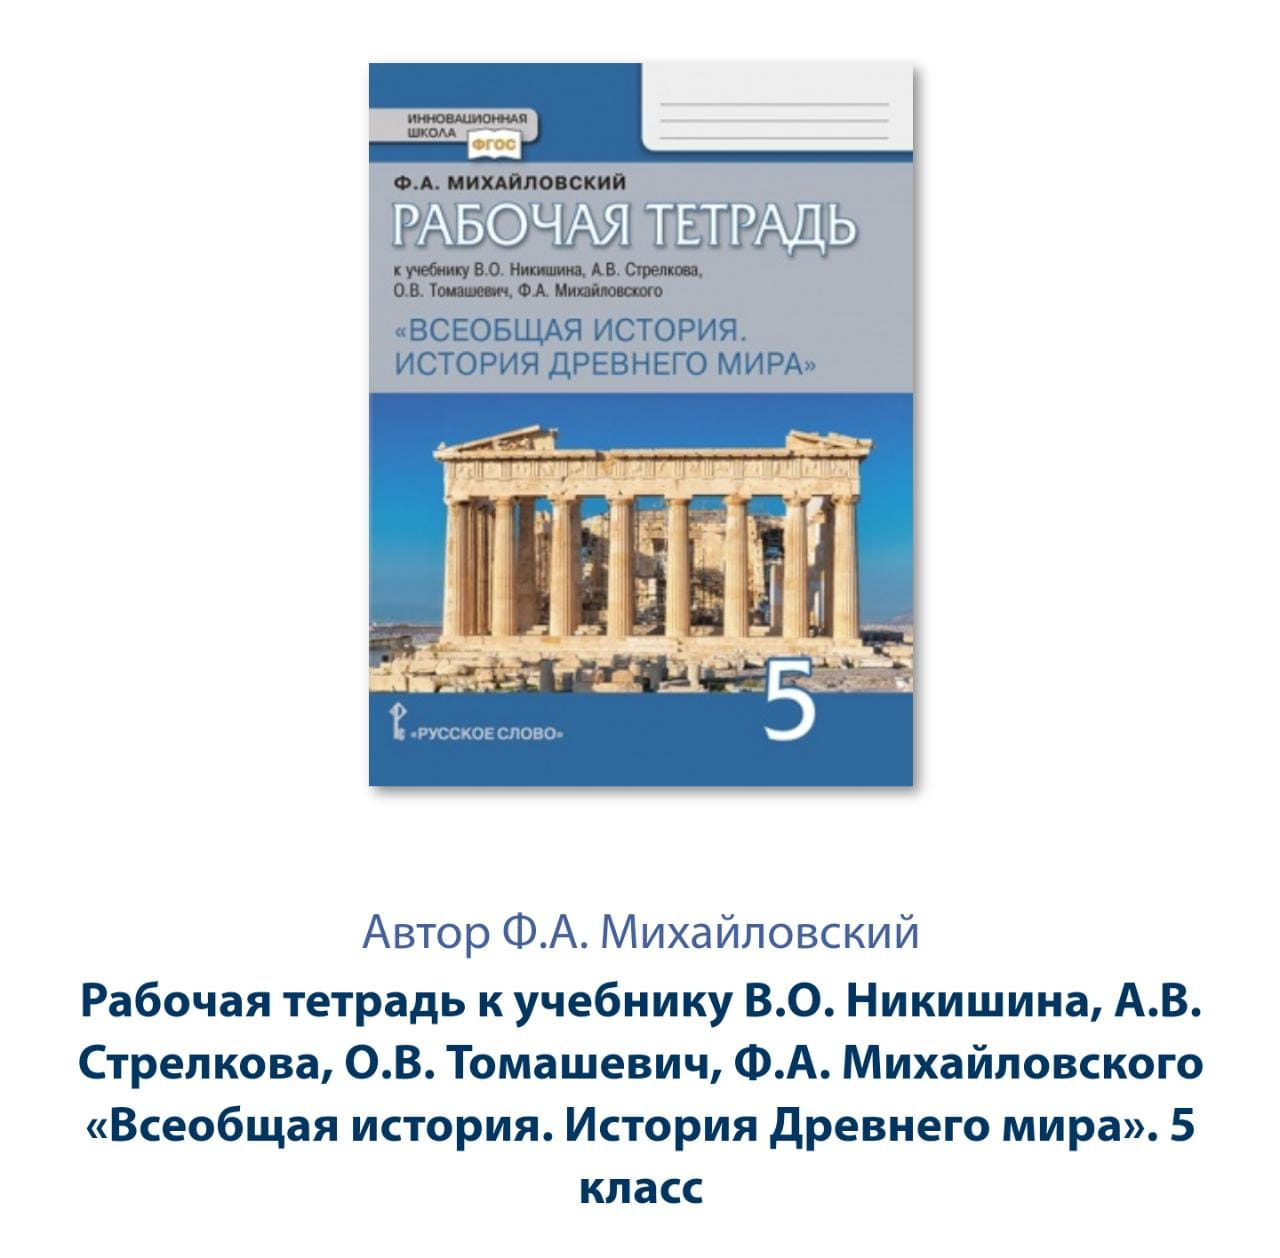 ИННОВАЦИОННАЯ
ШКОЛА
ФГОС
Ф.А. МИХАЙЛОВСКИЙ
РАБОЧАЯ ТЕТРАДЬ
к учебнику В.О. Никишина, А.В. Стрелкова,
О.В. Томашевич, Ф.А. Михайловского
«ВСЕОБЩАЯ ИСТОРИЯ.
ИСТОРИЯ ДРЕВНЕГО МИРА»
5
«РУССКОЕ СЛОВО»
Автор Ф.А. Михайловский
Рабочая тетрадь к учебнику В.О. Никишина, А.В.
Стрелкова, О.В. Томашевич, Ф.А. Михайловского
«Всеобщая история. История Древнего мира». 5
класс